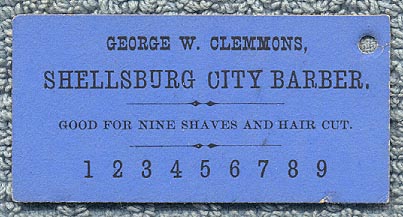 GEORGE W. CLEMMONS,
SHELLSBURG CITY BARBER.
GOOD FOR NINE SHAVES AND HAIR CUT.
1 2 3 4 5 6 7 8 9